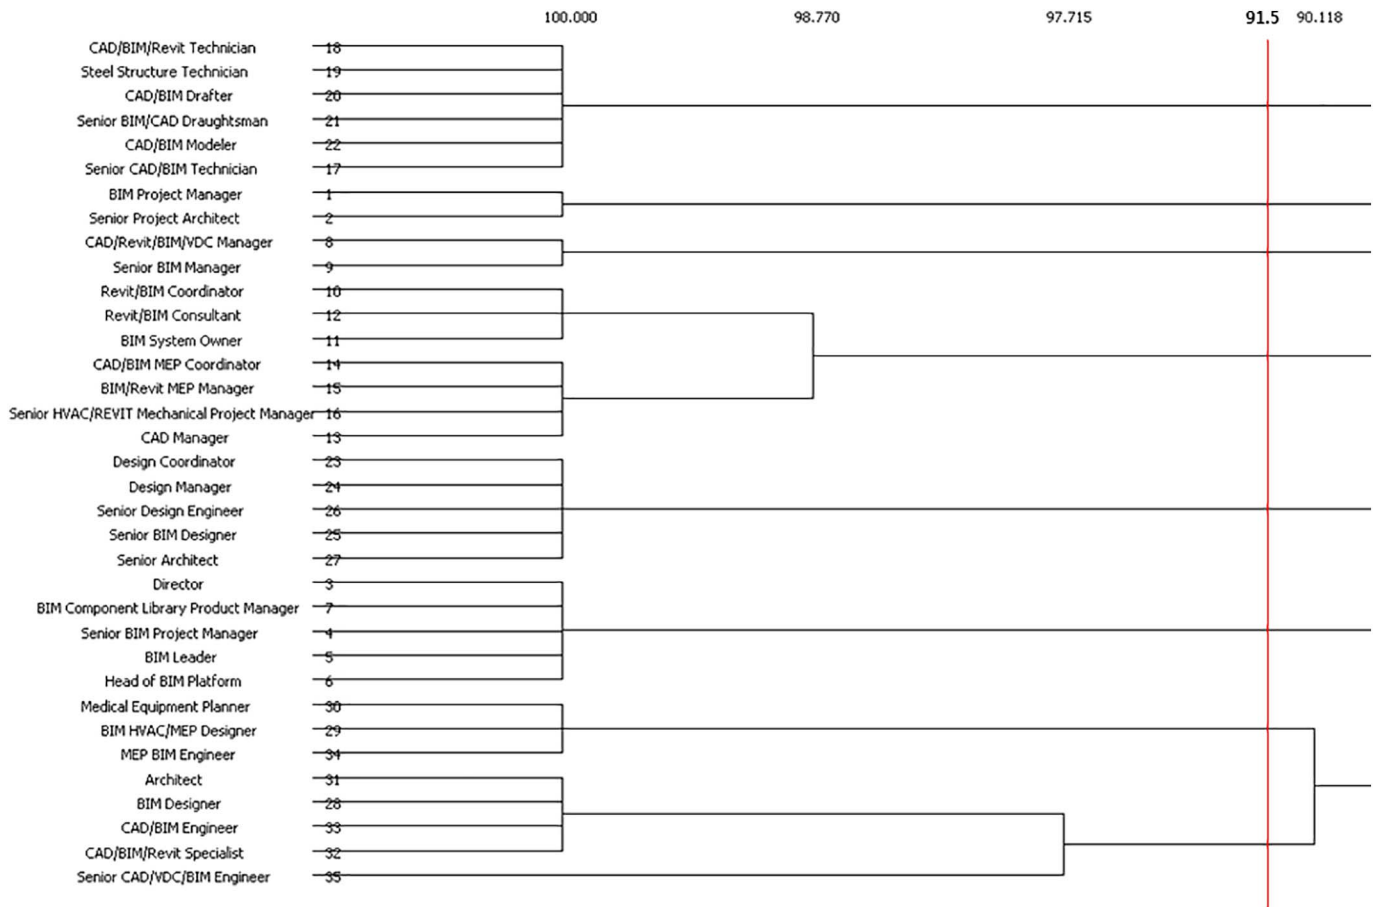 100.000 98.770 97.715 91.5 90.118
CAD/BIM/Revit Technician 18
Steel Structure Technician 19
CAD/BIM Drafter 20
Senior BIM/CAD Draughtsman 21
CAD/BIM Modeler 22
Senior CAD/BIM Technician 17
BIM Project Manager 1
Senior Project Architect 2
CAD/Revit/BIM/VDC Manager 8
Senior BIM Manager 9
Revit/BIM Coordinator 10
Revit/BIM Consultant 12
BIM System Owner 11
CAD/BIM MEP Coordinator 14
BIM/Revit MEP Manager 15
Senior HVAC/REVIT Mechanical Project Manager 16
CAD Manager 13
Design Coordinator 23
Design Manager 24
Senior Design Engineer 26
Senior BIM Designer 25
Senior Architect 27
Director 3
BIM Component Library Product Manager 7
Senior BIM Project Manager 4
BIM Leader 5
Head of BIM Platform 6
Medical Equipment Planner 30
BIM HVAC/MEP Designer 29
MEP BIM Engineer 34
Architect 31
BIM Designer 28
CAD/BIM Engineer 33
CAD/BIM/Revit Specialist 32
Senior CAD/VDC/BIM Engineer 35